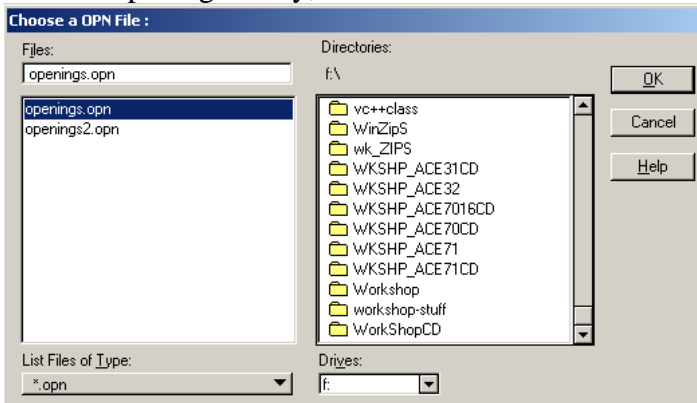 Choose a OPN File :
Files:
openings.opn
openings.opn
openings2.opn
List Files of Type:
*.opn
Directories:
f:\
vc++class
WinZipS
wk_ZIPS
WKSHP_ACE31CD
WKSHP_ACE32
WKSHP_ACE7016CD
WKSHP_ACE70CD
WKSHP_ACE71
WKSHP_ACE71CD
Workshop
workshop-stuff
WorkShopCD
Drives:
f:
OK
Cancel
Help